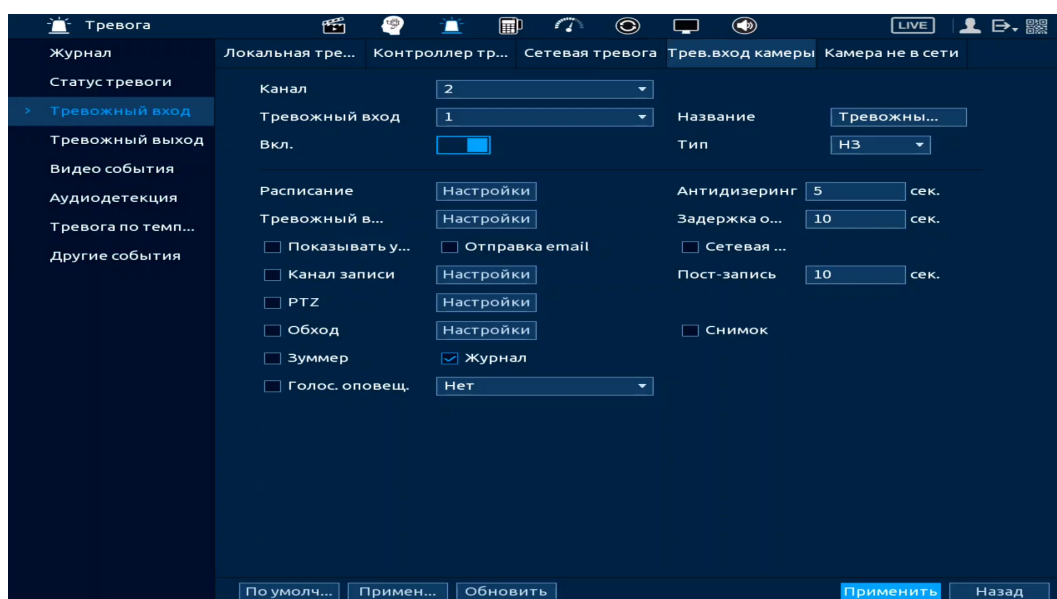 Тревога
LIVE
Журнал
Статус тревоги
> Тревожный вход
Тревожный выход
Видео события
Аудиодетекция
Тревога по темп...
Другие события
Локальная тре... Контроллер тр... Сетевая тревога Трев.вход камеры Камера не в сети
Канал 2
Тревожный вход 1 Название Тревожны...
Вкл. Тип НЗ
Расписание Настройки Антидизеринг 5 сек.
Тревожный в... Настройки Задержка о... 10 сек.
Показывать у... Отправка email Сетевая ...
Канал записи Настройки Пост-запись 10 сек.
PTZ Настройки
Обход Настройки Снимок
Зуммер Журнал
Голос. оповещ. Нет
По умолч... Примен... Обновить Применить Назад